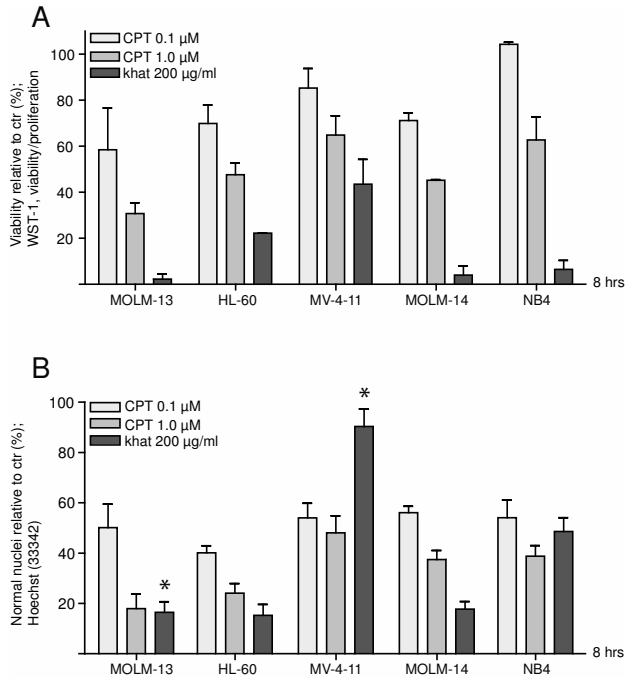 A
CPT 0.1 µM
CPT 1.0 µM
khat 200 µg/ml
Viability relative to ctr (%);
WST-1, viability/proliferation
100
80
60
40
20
MOLM-13 HL-60 MV-4-11 MOLM-14 NB4
8 hrs
B
CPT 0.1 µM
CPT 1.0 µM
khat 200 µg/ml
Normal nuclei relative to ctr (%);
Hoechst (33342)
100
80
60
40
20
*
*
MOLM-13 HL-60 MV-4-11 MOLM-14 NB4
8 hrs